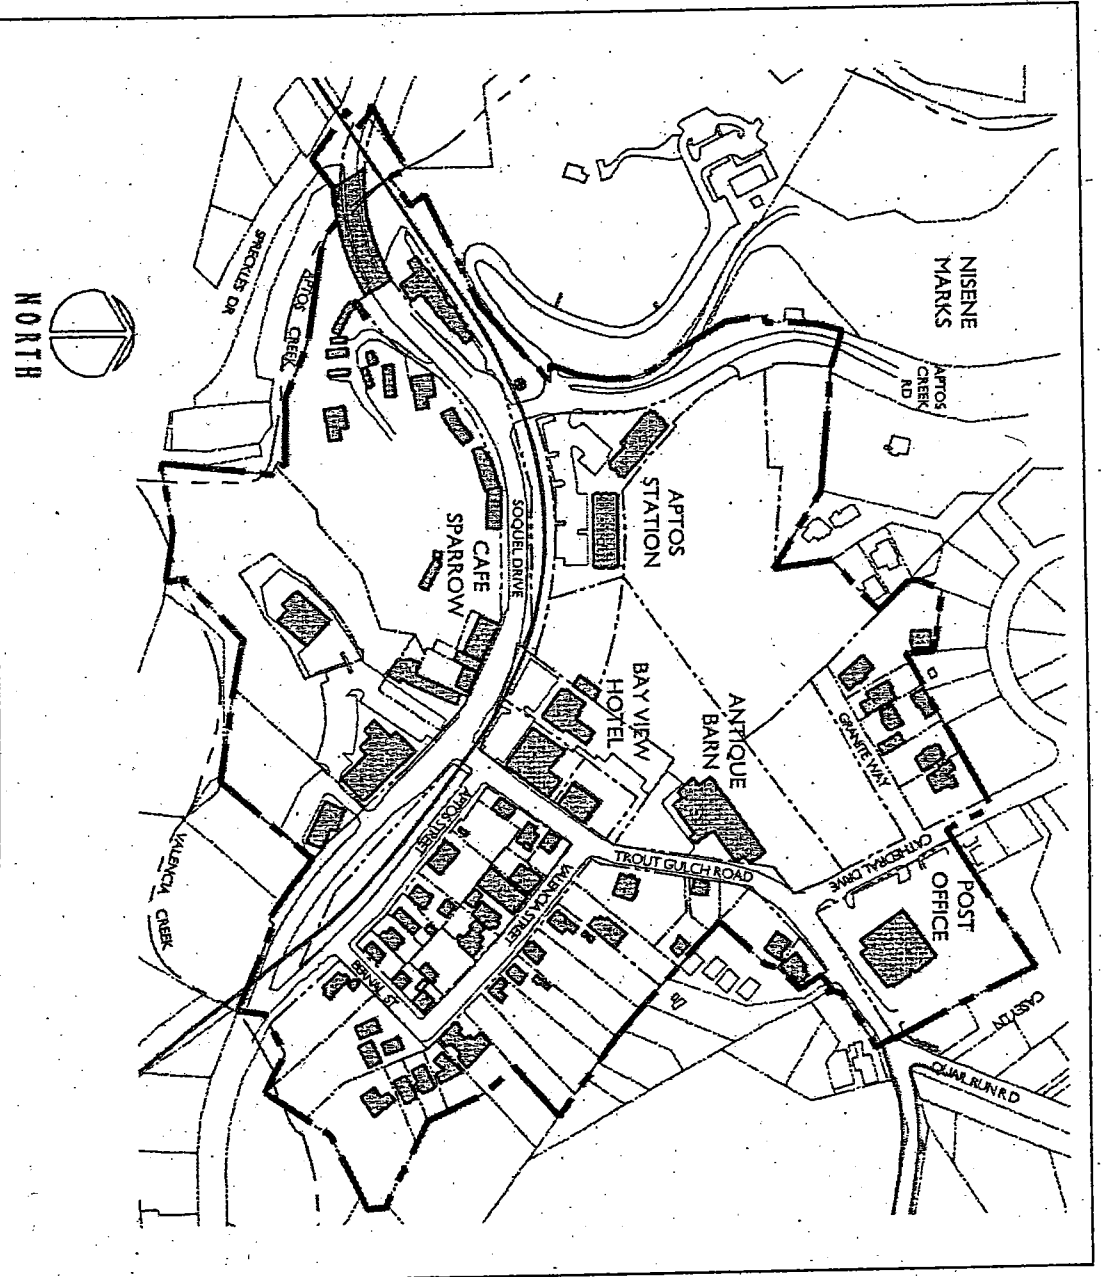 NISENE
MARKS
APTOS
CREEK
RD
SPRECKLES DR
APTOS CREEK
APTOS
STATION
SOQUEL DRIVE
CAFE
SPARROW
BAY VIEW
HOTEL
ANTIQUE
BARN
GRANITE WAY
CATHEDRAL DRIVE
POST
OFFICE
TROUT GULCH ROAD
APTOS STREET
VALENCIA STREET
BERNAL ST
CASEY LN
QUAIL RUN RD
VALENCIA CREEK
NORTH